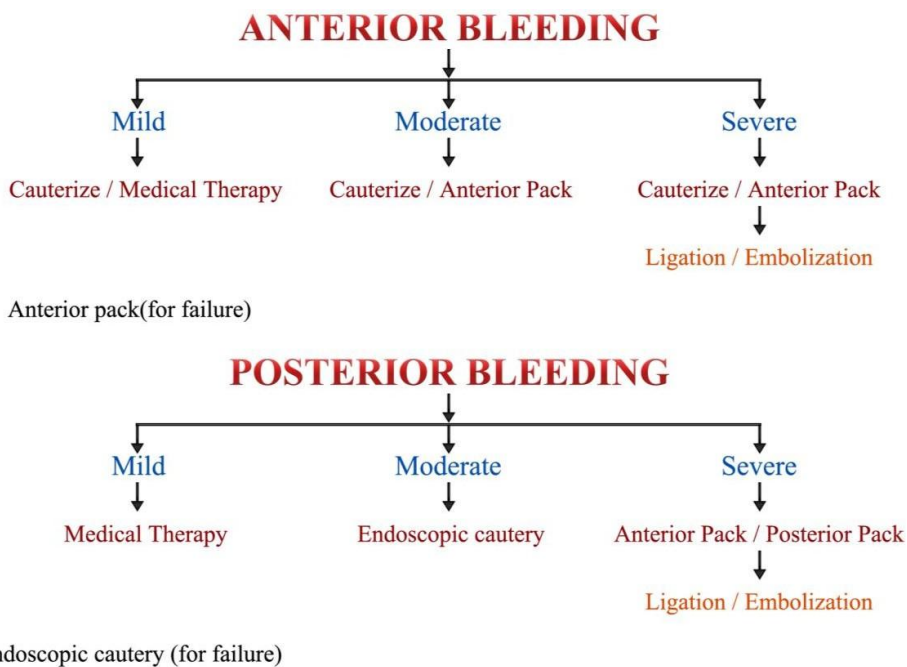 ANTERIOR BLEEDING
Mild Moderate Severe
Cauterize / Medical Therapy Cauterize / Anterior Pack Cauterize / Anterior Pack
Ligation / Embolization
Anterior pack(for failure)
POSTERIOR BLEEDING
Mild Moderate Severe
Medical Therapy Endoscopic cautery Anterior Pack / Posterior Pack
Ligation / Embolization
ndoscopic cautery (for failure)